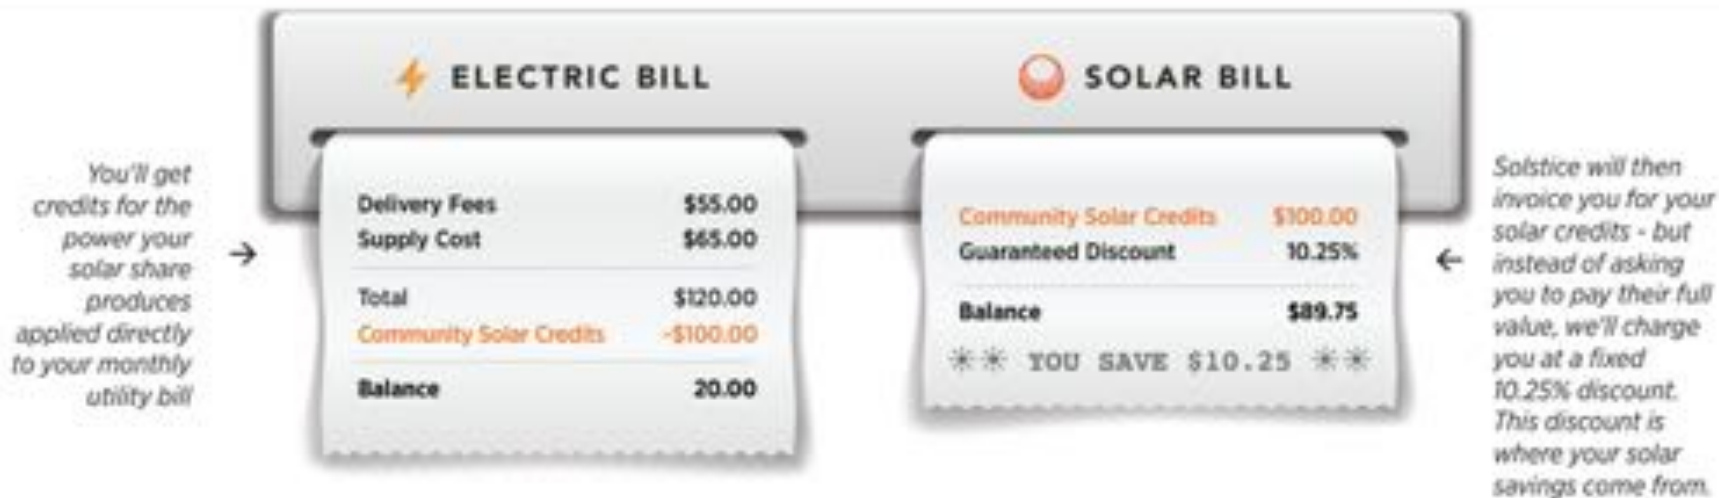 ELECTRIC BILL
SOLAR BILL
You'll get
credits for the
power your
solar share
produces
applied directly
to your monthly
utility bill
Delivery Fees $55.00
Supply Cost $65.00
Total $120.00
Community Solar Credits -$100.00
Balance 20.00
Community Solar Credits $100.00
Guaranteed Discount 10.25%
Balance $89.75
YOU SAVE $10.25
Solstice will then
invoice you for your
solar credits - but
instead of asking
you to pay their full
value, we'll charge
you at a fixed
10.25% discount.
This discount is
where your solar
savings come from.